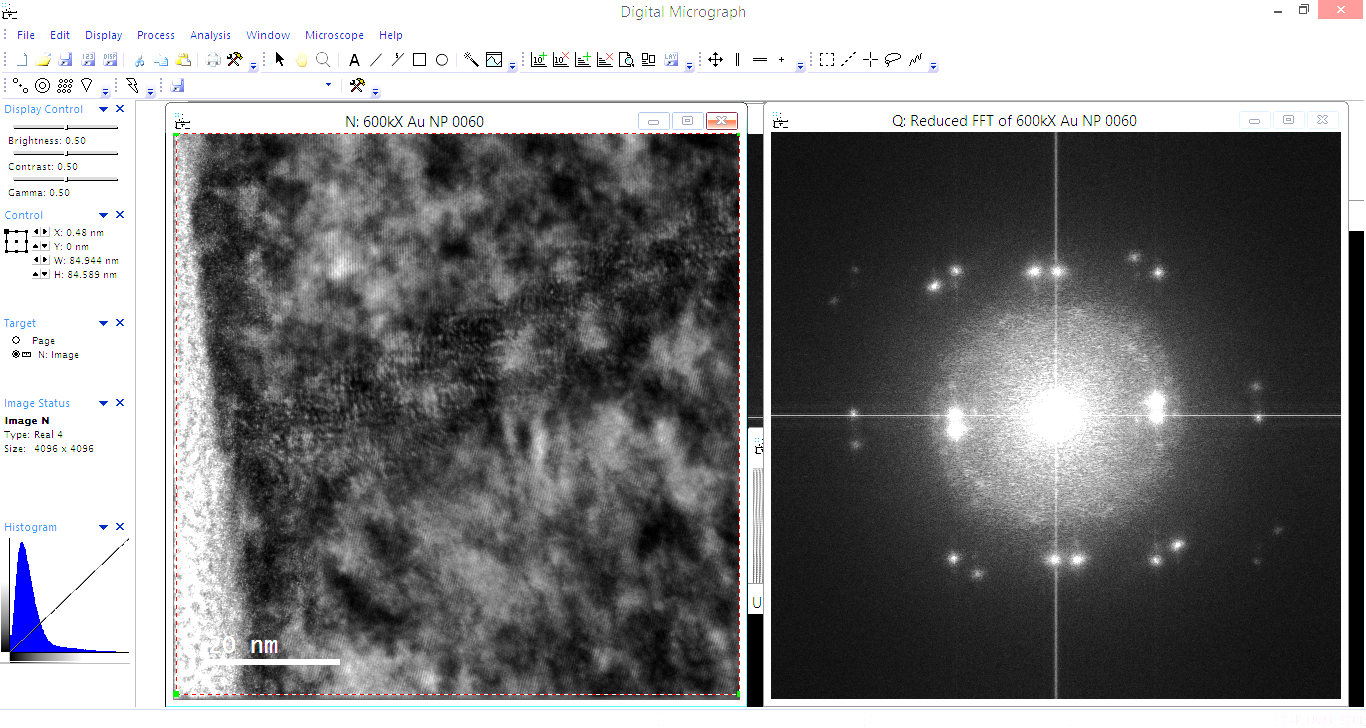 Digital Micrograph
File Edit Display Process Analysis Window Microscope Help
Display Control
Brightness: 0.50
Contrast: 0.50
Gamma: 0.50
Control
X: 0.48 nm
Y: 0 nm
W: 84.944 nm
H: 84.589 nm
Target
Page
N: Image
Image Status
Image N
Type: Real 4
Size: 4096 x 4096
Histogram
N: 600kX Au NP 0060
20 nm
U
Q: Reduced FFT of 600kX Au NP 0060